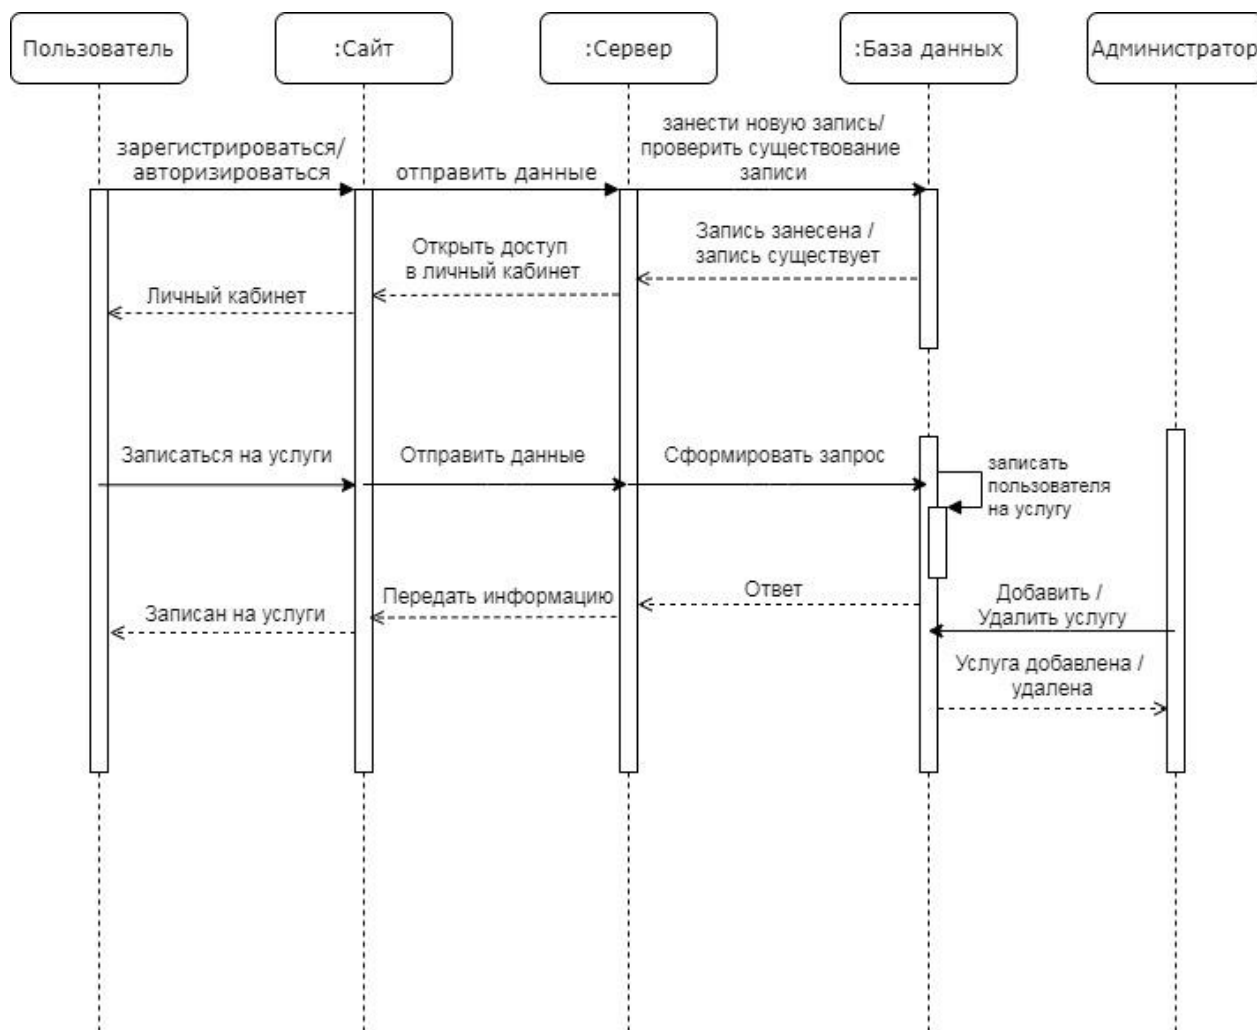 Пользователь
:Сайт
:Сервер
:База данных
Администратор
зарегистрироваться/
авторизироваться
отправить данные
занести новую запись/
проверить существование
записи
Запись занесена /
запись существует
Открыть доступ
в личный кабинет
Личный кабинет
Записаться на услуги
Отправить данные
Сформировать запрос
записать
пользователя
на услугу
Ответ
Передать информацию
Записан на услуги
Добавить /
Удалить услугу
Услуга добавлена /
удалена